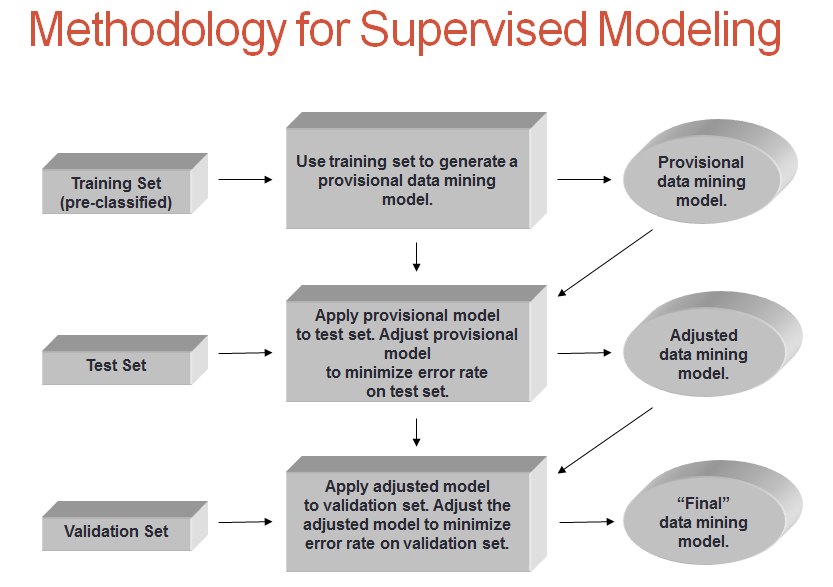 Methodology for Supervised Modeling
Training Set
(pre-classified)
Use training set to generate a
provisional data mining
model.
Provisional
data mining
model.
Test Set
Apply provisional model
to test set. Adjust provisional
model
to minimize error rate
on test set.
Adjusted
data mining
model.
Validation Set
Apply adjusted model
to validation set. Adjust the
adjusted model to minimize
error rate on validation set.
“Final”
data mining
model.